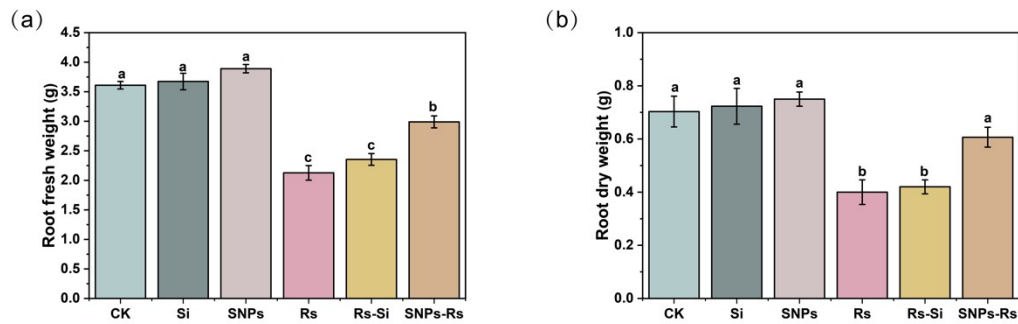 (a)
Root fresh weight (g)
4.5
4.0
3.5
3.0
2.5
2.0
1.5
1.0
0.5
0.0
a
a
a
c
c
b
CK Si SNPs Rs Rs-Si SNPs-Rs
(b)
Root dry weight (g)
1.0
0.8
0.6
0.4
0.2
0.0
a
a
a
b
b
a
CK Si SNPs Rs Rs-Si SNPs-Rs